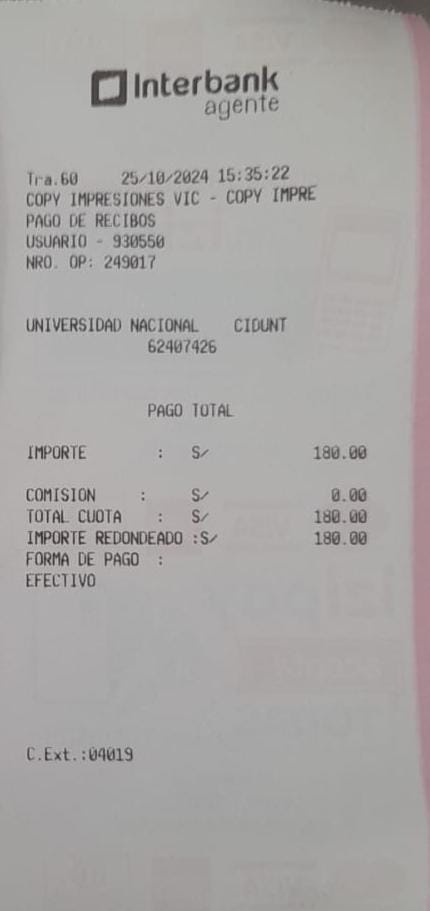 Interbank
agente
Tra.60 25/10/2024 15:35:22
COPY IMPRESIONES VIC - COPY IMPRE
PAGO DE RECIBOS
USUARIO - 930550
NRO. OP: 249017
UNIVERSIDAD NACIONAL CIDUNT
62407426
PAGO TOTAL
IMPORTE : S/ 180.00
COMISION : S/ 0.00
TOTAL CUOTA : S/ 180.00
IMPORTE REDONDEADO :S/ 180.00
FORMA DE PAGO :
EFECTIVO
C.Ext.:04019